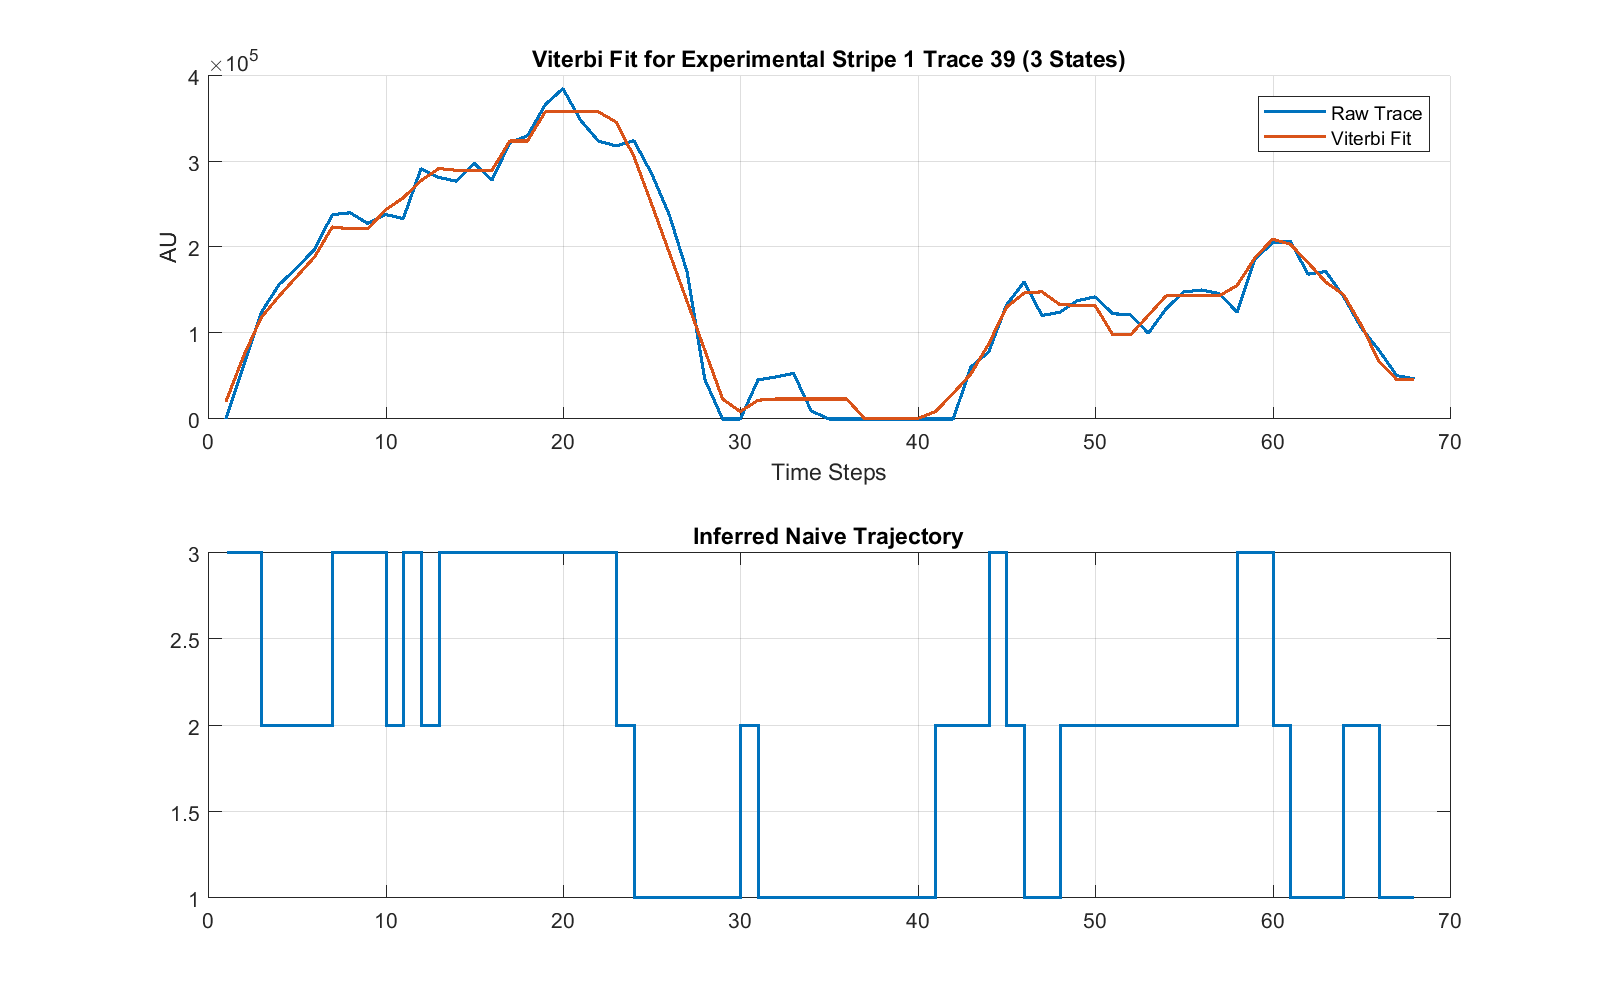 Viterbi Fit for Experimental Stripe 1 Trace 39 (3 States)
×10⁵
4
3
2
1
0
AU
Raw Trace
Viterbi Fit
0 10 20 30 40 50 60 70
Time Steps
Inferred Naive Trajectory
3
2.5
2
1.5
1
0 10 20 30 40 50 60 70